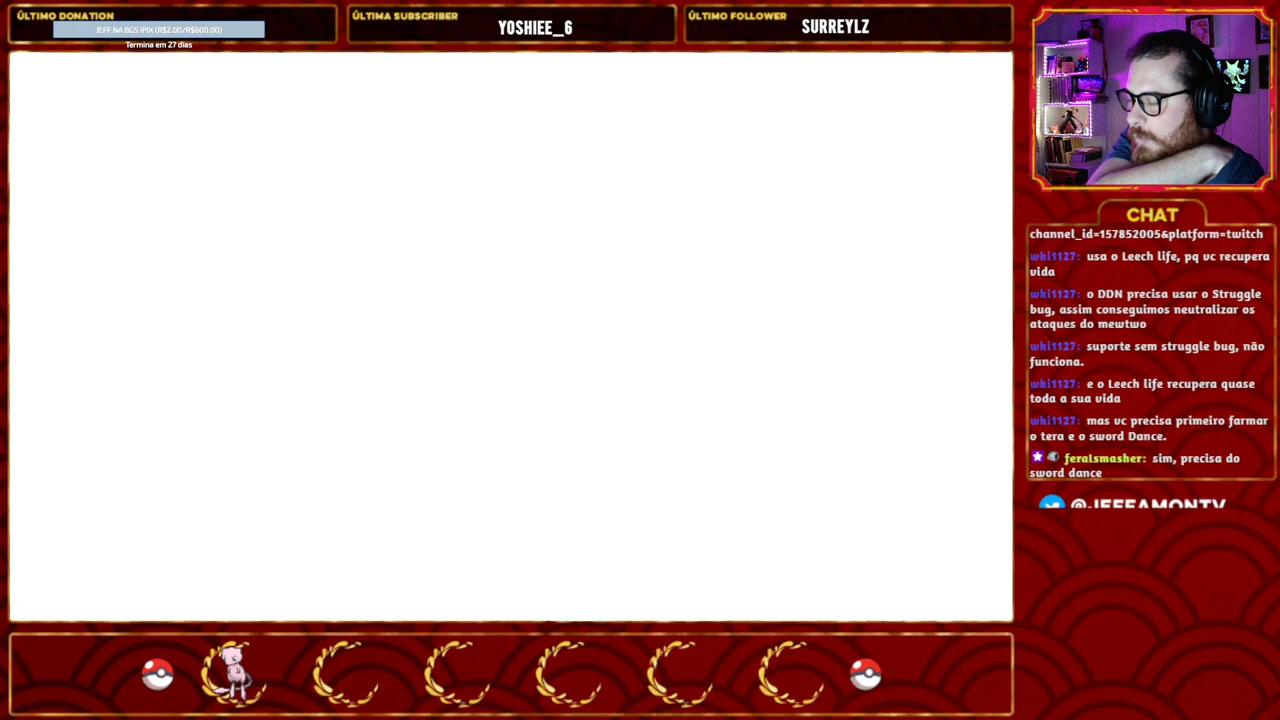 ÚLTIMO DONATION
JEFF NA BGS !PIX (R$2.00/R$600.00)
Termina em 27 dias
ÚLTIMA SUBSCRIBER
YOSHIEE_6
ÚLTIMO FOLLOWER
SURREYLZ
CHAT
channel_id=157852005&platform=twitch
wki1127: usa o Leech life, pq vc recupera
vida
wki1127: o DDN precisa usar o Struggle
bug, assim conseguimos neutralizar os
ataques do mewtwo
wki1127: suporte sem struggle bug, não
funciona.
wki1127: e o Leech life recupera quase
toda a sua vida
wki1127: mas vc precisa primeiro farmar
o tera e o sword Dance.
feralsmasher: sim, precisa do
sword dance
@JEFFAMONTV